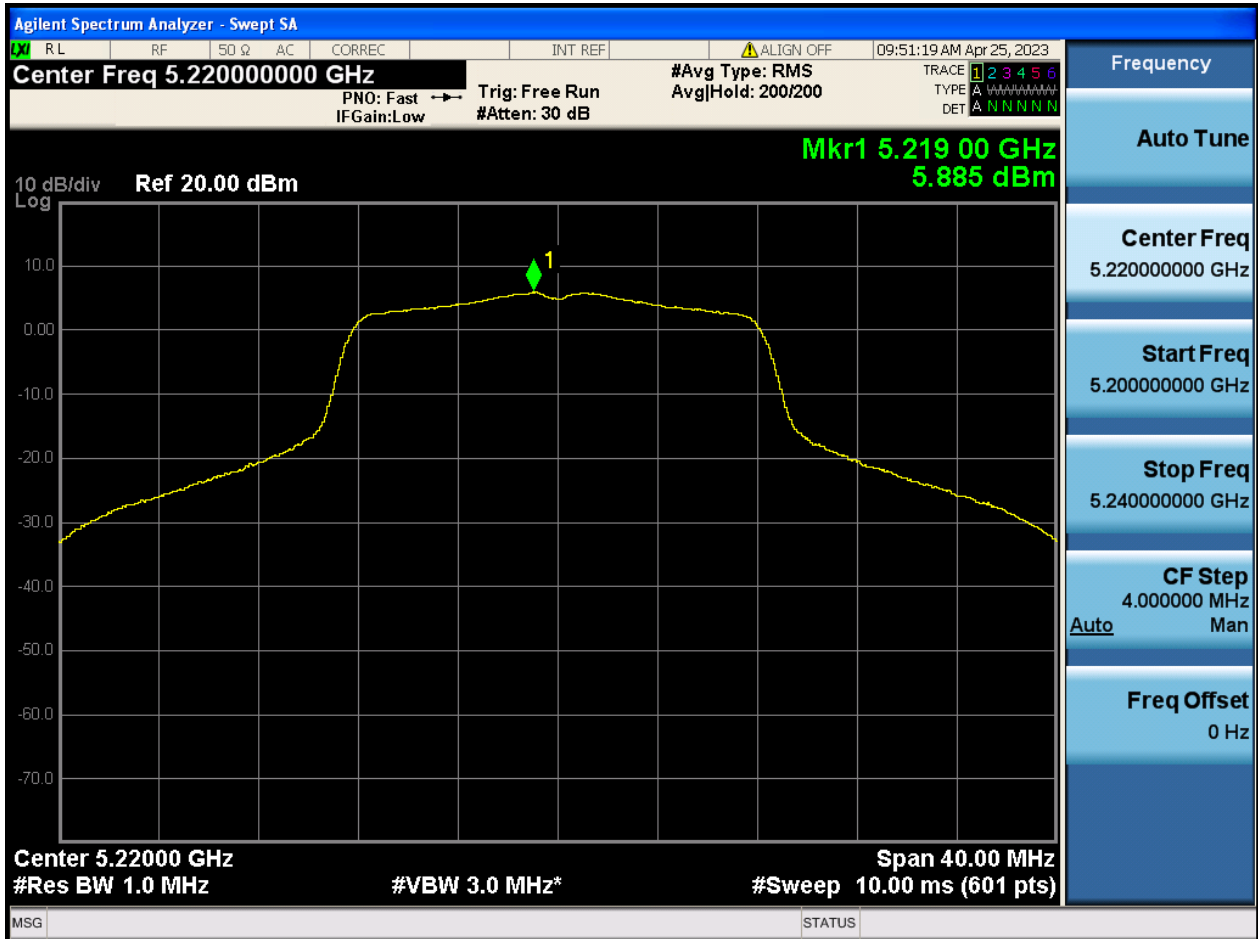 Agilent Spectrum Analyzer - Swept SA
LXI RL RF 50 Ω AC CORREC INT REF ALIGN OFF 09:51:19 AM Apr 25, 2023
Center Freq 5.220000000 GHz
PNO: Fast
IFGain:Low
Trig: Free Run
#Atten: 30 dB
#Avg Type: RMS
Avg|Hold: 200/200
TRACE 1 2 3 4 5 6
TYPE A WWWWW
DET A N N N N N
Mkr1 5.219 00 GHz
5.885 dBm
10 dB/div Ref 20.00 dBm
Log
1
10.0
0.00
-10.0
-20.0
-30.0
-40.0
-50.0
-60.0
-70.0
Center 5.22000 GHz Span 40.00 MHz
#Res BW 1.0 MHz #VBW 3.0 MHz* #Sweep 10.00 ms (601 pts)
MSG STATUS
Frequency
Auto Tune
Center Freq
5.220000000 GHz
Start Freq
5.200000000 GHz
Stop Freq
5.240000000 GHz
CF Step
4.000000 MHz
Auto Man
Freq Offset
0 Hz